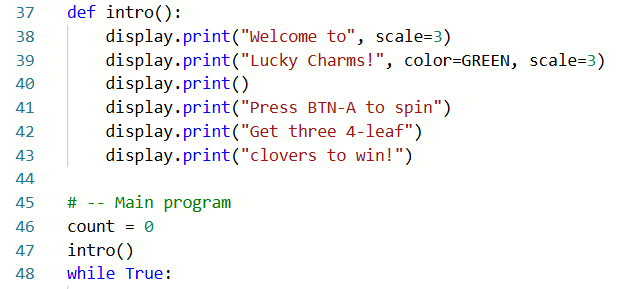 37 def intro():
38     display.print("Welcome to", scale=3)
39     display.print("Lucky Charms!", color=GREEN, scale=3)
40     display.print()
41     display.print("Press BTN-A to spin")
42     display.print("Get three 4-leaf")
43     display.print("clovers to win!")
44
45 # -- Main program
46 count = 0
47 intro()
48 while True: